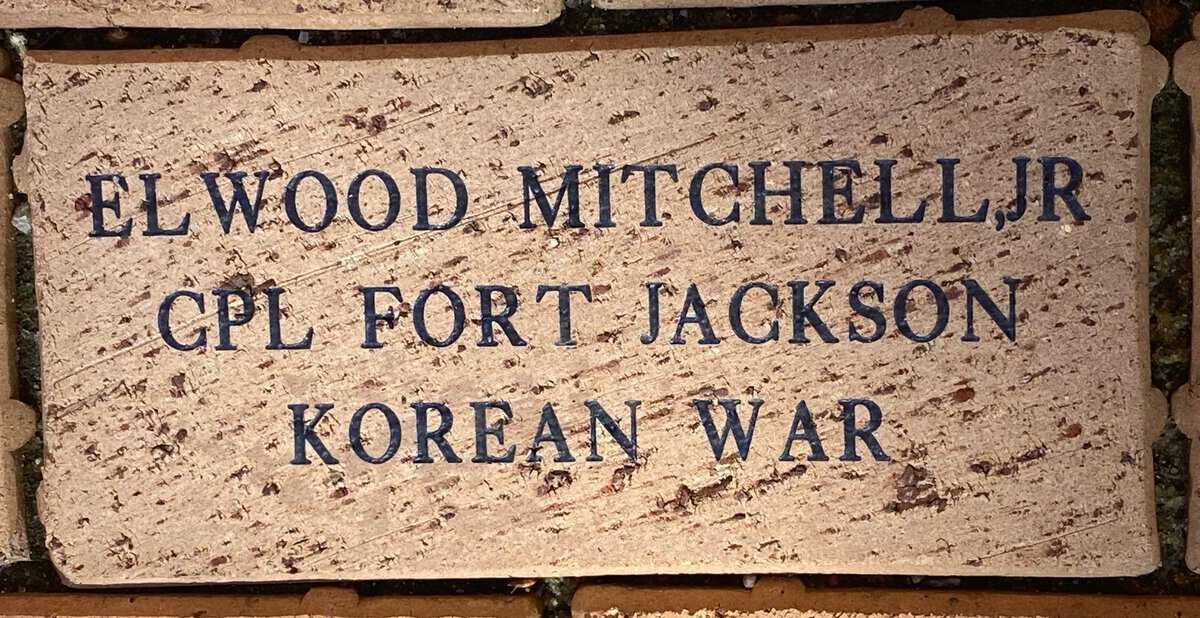 ELWOOD MITCHELL,JR
CPL FORT JACKSON
KOREAN WAR